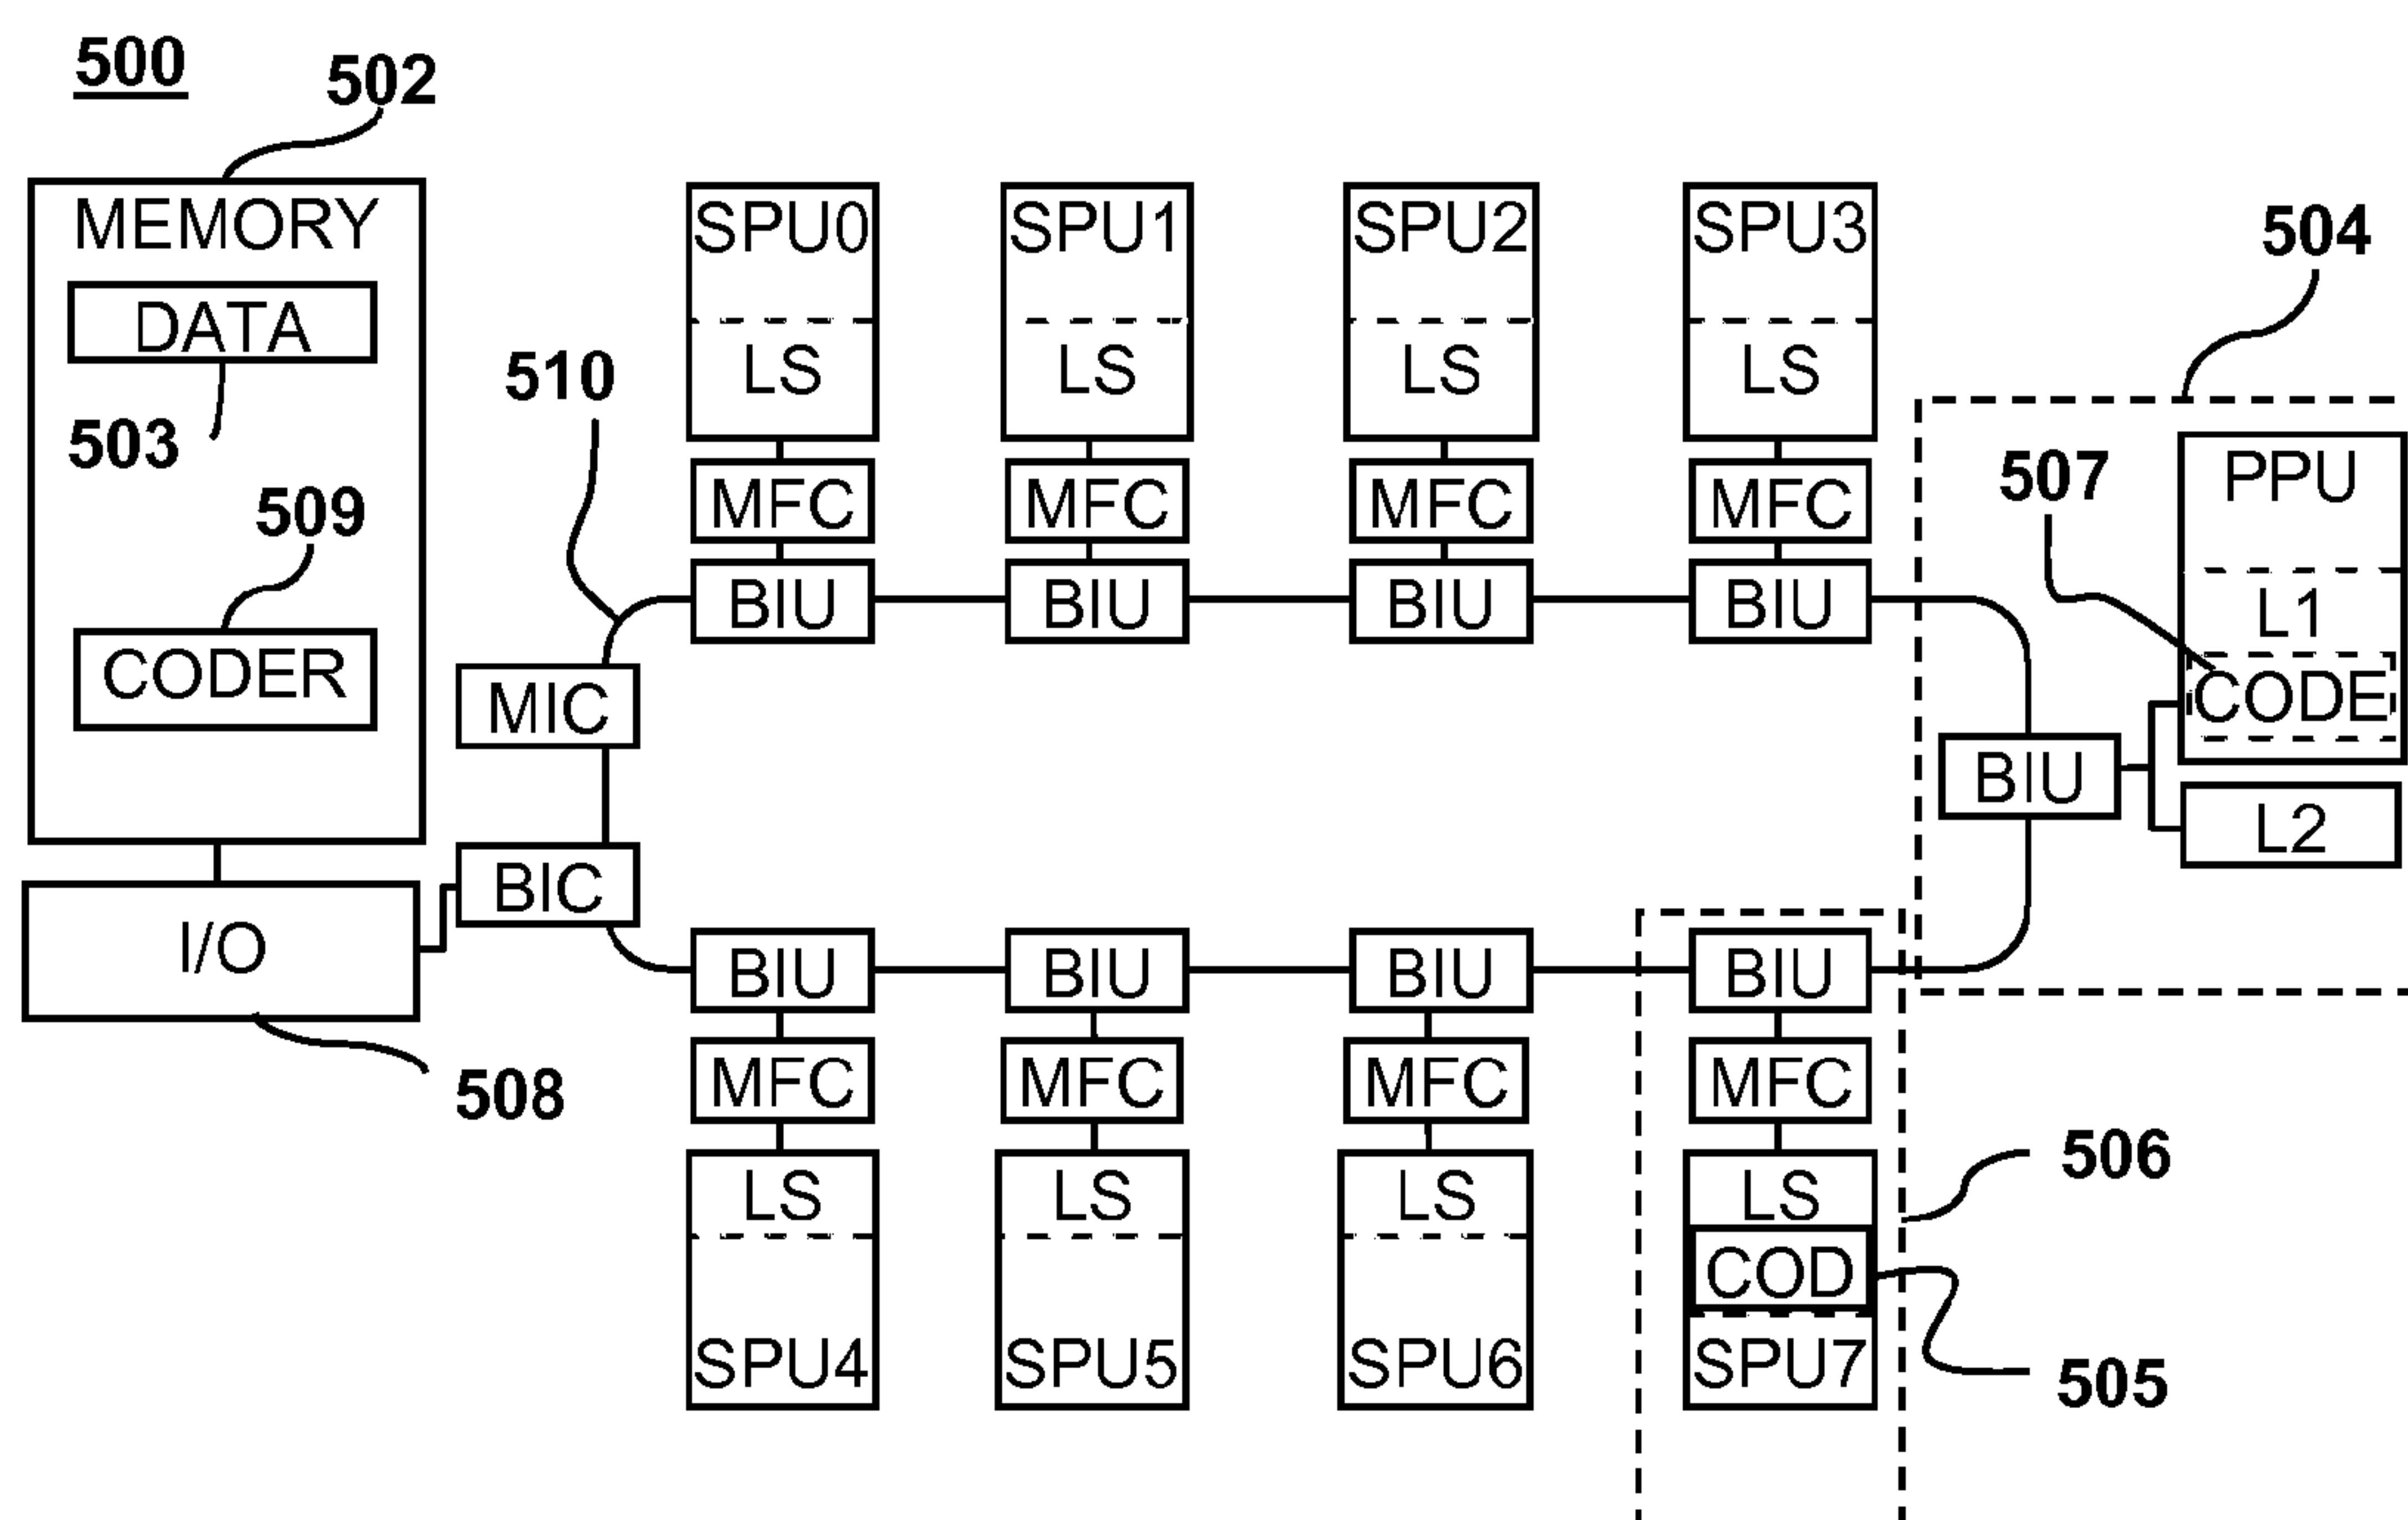 500
502
MEMORY
DATA
503
509
CODER
I/O
508
510
MIC
BIC
SPU0
LS
MFC
BIU
SPU1
LS
MFC
BIU
SPU2
LS
MFC
BIU
SPU3
LS
MFC
BIU
504
507
PPU
L1
CODE
BIU
L2
BIU
MFC
LS
SPU4
BIU
MFC
LS
SPU5
BIU
MFC
LS
SPU6
BIU
MFC
LS
COD
SPU7
506
505